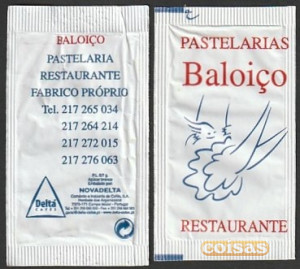 BALOIÇO
PASTELARIA
RESTAURANTE
FABRICO PRÓPRIO
Tel. 217 265 034
217 264 214
217 272 015
217 276 063
Delta
CAFÉS
NOVADELTA
PASTELARIAS
Baloiço
RESTAURANTE
coisas